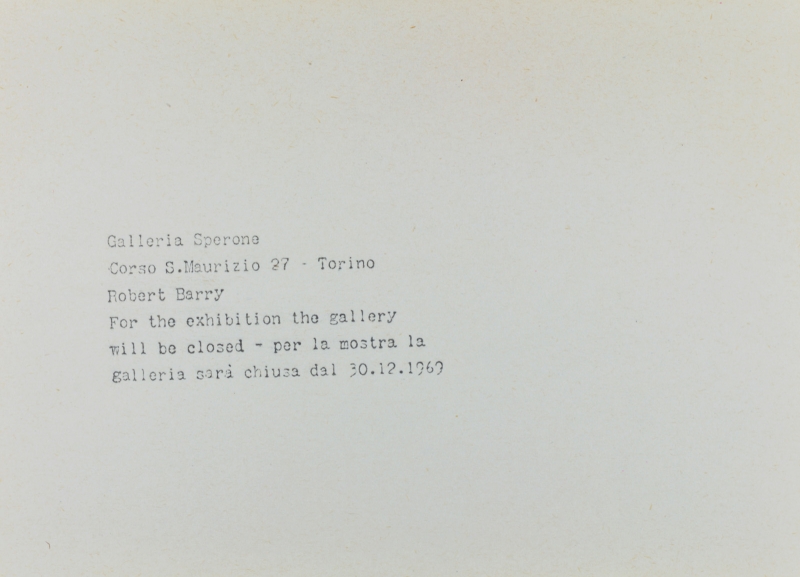 Galleria Sperone
Corso S.Maurizio 27 - Torino
Robert Barry
For the exhibition the gallery
will be closed - per la mostra la
galleria sarà chiusa dal 30.12.1969